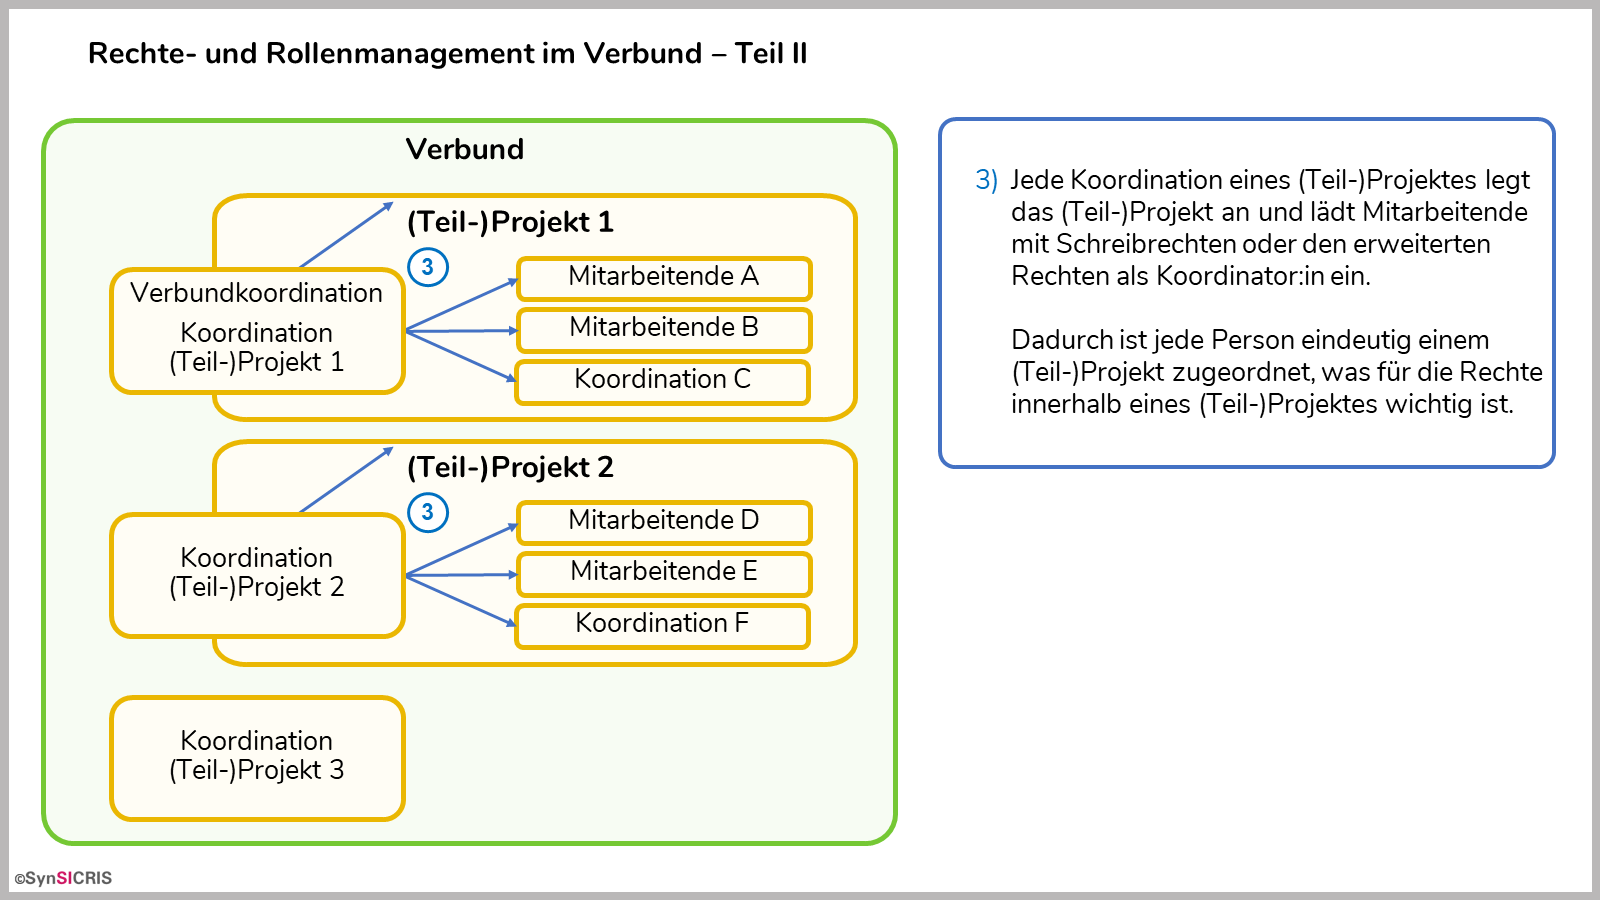 Rechte- und Rollenmanagement im Verbund – Teil II
Verbund
(Teil-)Projekt 1
3
Verbundkoordination
Koordination
(Teil-)Projekt 1
Mitarbeitende A
Mitarbeitende B
Koordination C
(Teil-)Projekt 2
3
Koordination
(Teil-)Projekt 2
Mitarbeitende D
Mitarbeitende E
Koordination F
Koordination
(Teil-)Projekt 3
3) Jede Koordination eines (Teil-)Projektes legt
das (Teil-)Projekt an und lädt Mitarbeitende
mit Schreibrechten oder den erweiterten
Rechten als Koordinator:in ein.
Dadurch ist jede Person eindeutig einem
(Teil-)Projekt zugeordnet, was für die Rechte
innerhalb eines (Teil-)Projektes wichtig ist.
©SynSICRIS